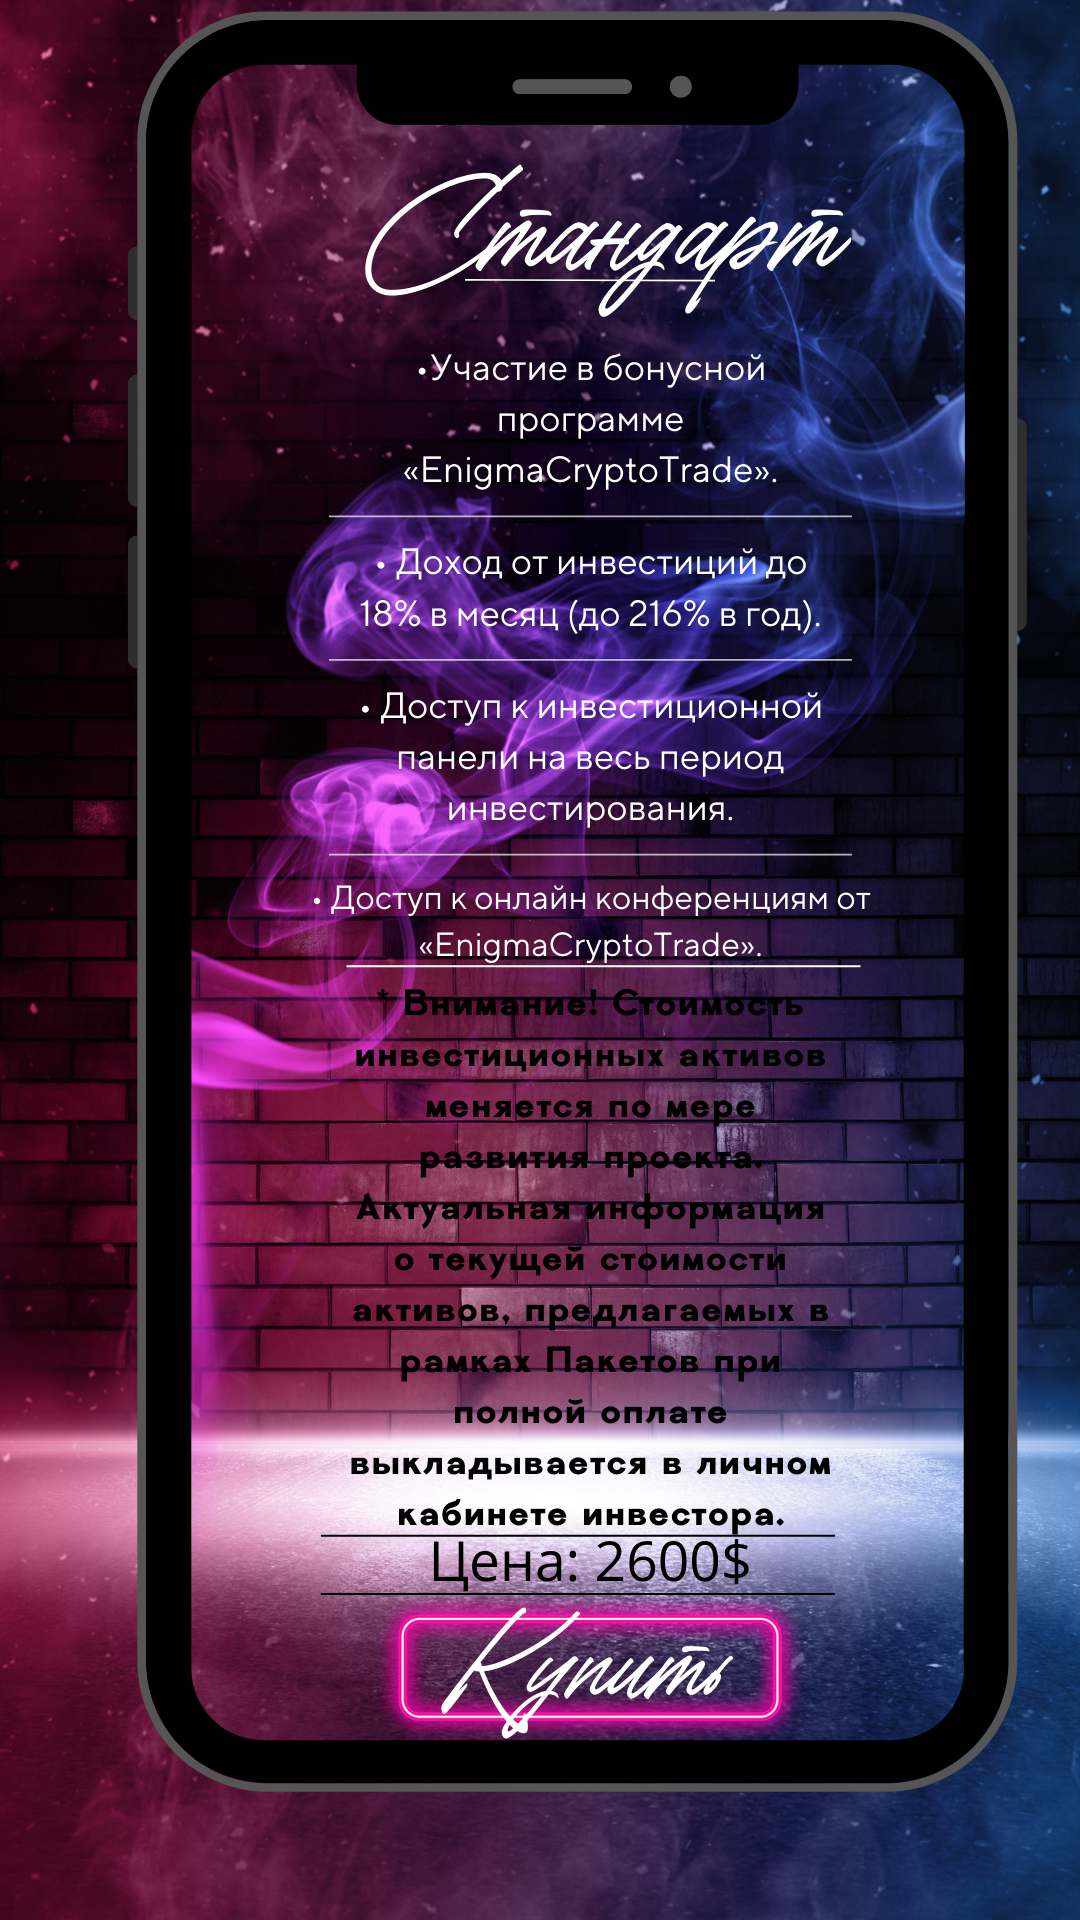 Стандарт
•Участие в бонусной
программе
«EnigmaCryptoTrade».
• Доход от инвестиций до
18% в месяц (до 216% в год).
• Доступ к инвестиционной
панели на весь период
инвестирования.
• Доступ к онлайн конференциям от
«EnigmaCryptoTrade».
* Внимание! Стоимость
инвестиционных активов
меняется по мере
развития проекта.
Актуальная информация
о текущей стоимости
активов, предлагаемых в
рамках Пакетов при
полной оплате
выкладывается в личном
кабинете инвестора.
Цена: 2600$
Купить